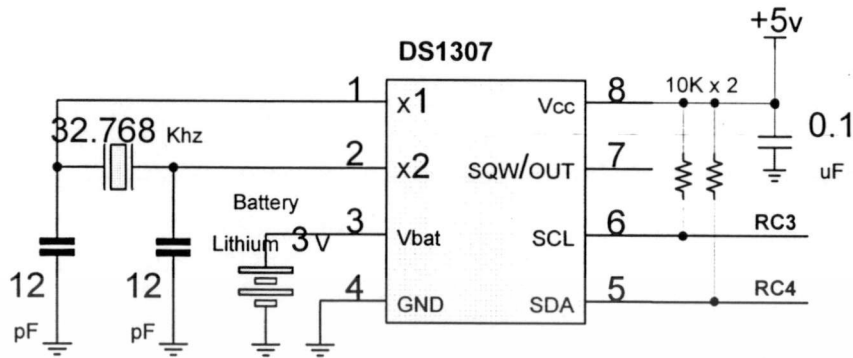 +5v
DS1307
10K x 2
1
x1
Vcc
8
32.768 Khz
0.1
uF
2
x2
SQW/OUT
7
Battery
Lithium 3 v
3
Vbat
SCL
6
RC3
12
pF
12
pF
4
GND
SDA
5
RC4